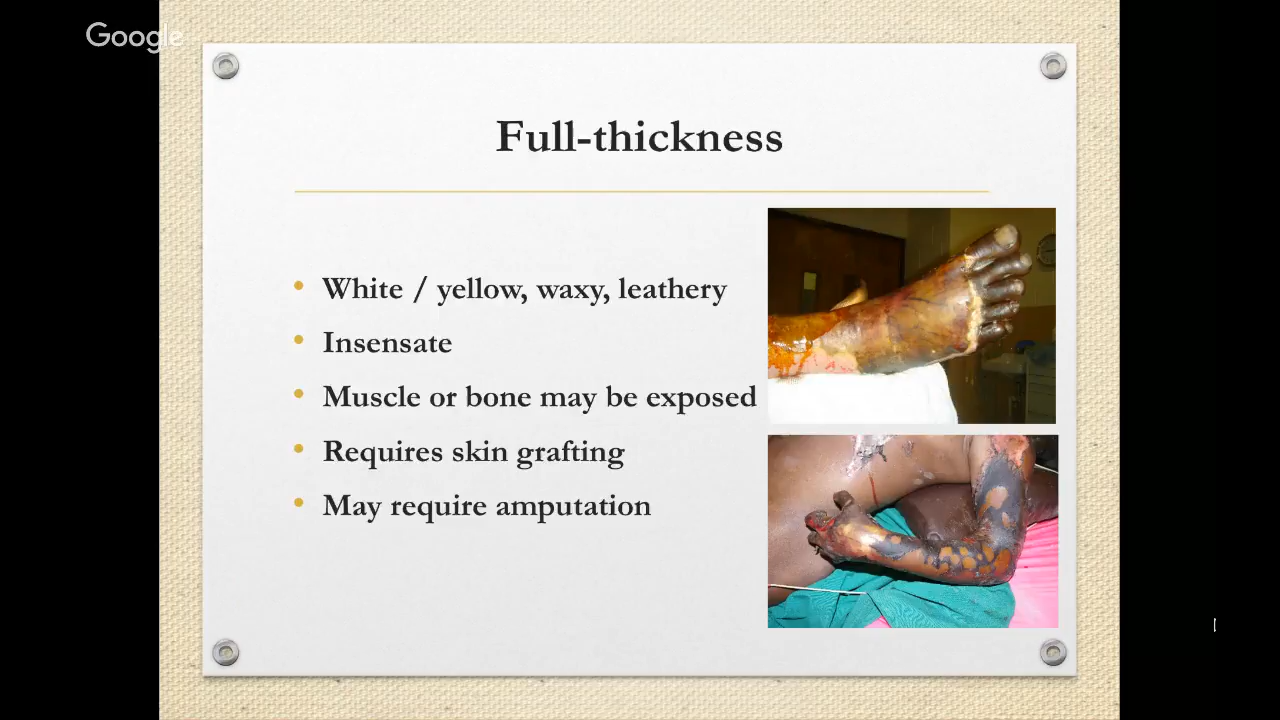 Google
Full-thickness
• White / yellow, waxy, leathery
• Insensate
• Muscle or bone may be exposed
• Requires skin grafting
• May require amputation